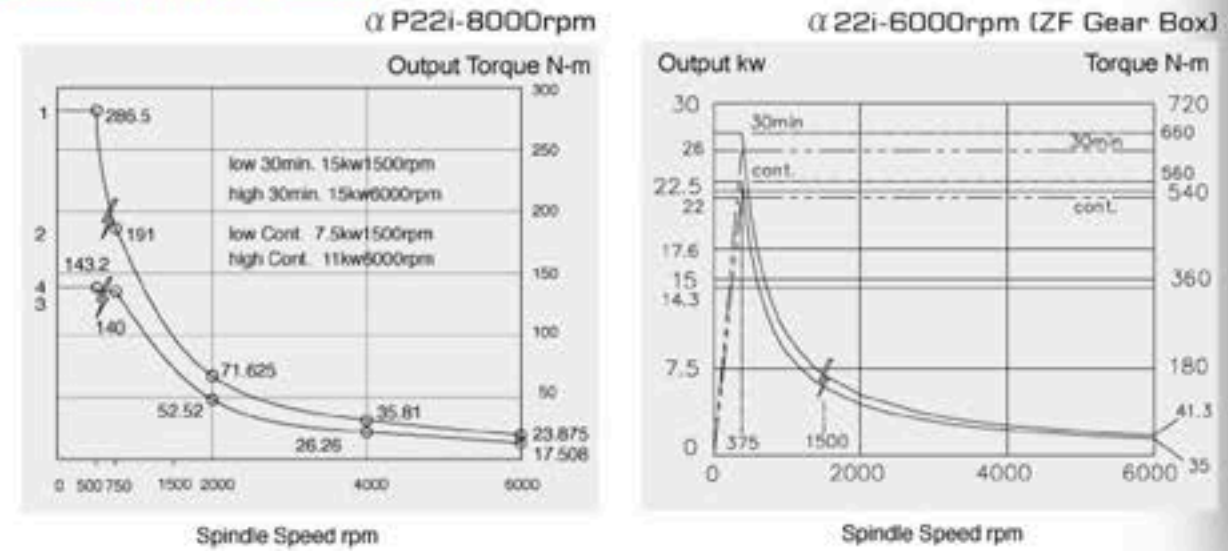 α P22i-8000rpm
Output Torque N-m
300
250
200
150
100
50
1
2
4
3
286.5
191
143.2
140
71.625
52.52
35.81
26.26
23.875
17.508
low 30min. 15kw1500rpm
high 30min. 15kw6000rpm
low Cont. 7.5kw1500rpm
high Cont. 11kw6000rpm
0 500 750 1500 2000 4000 6000
Spindle Speed rpm
α 22i-6000rpm (ZF Gear Box)
Output kw
Torque N-m
30
26
22.5
22
17.6
15
14.3
7.5
0
30min
cont.
30min
cont.
720
660
560
540
360
180
41.3
35
375
1500
0 2000 4000 6000
Spindle Speed rpm